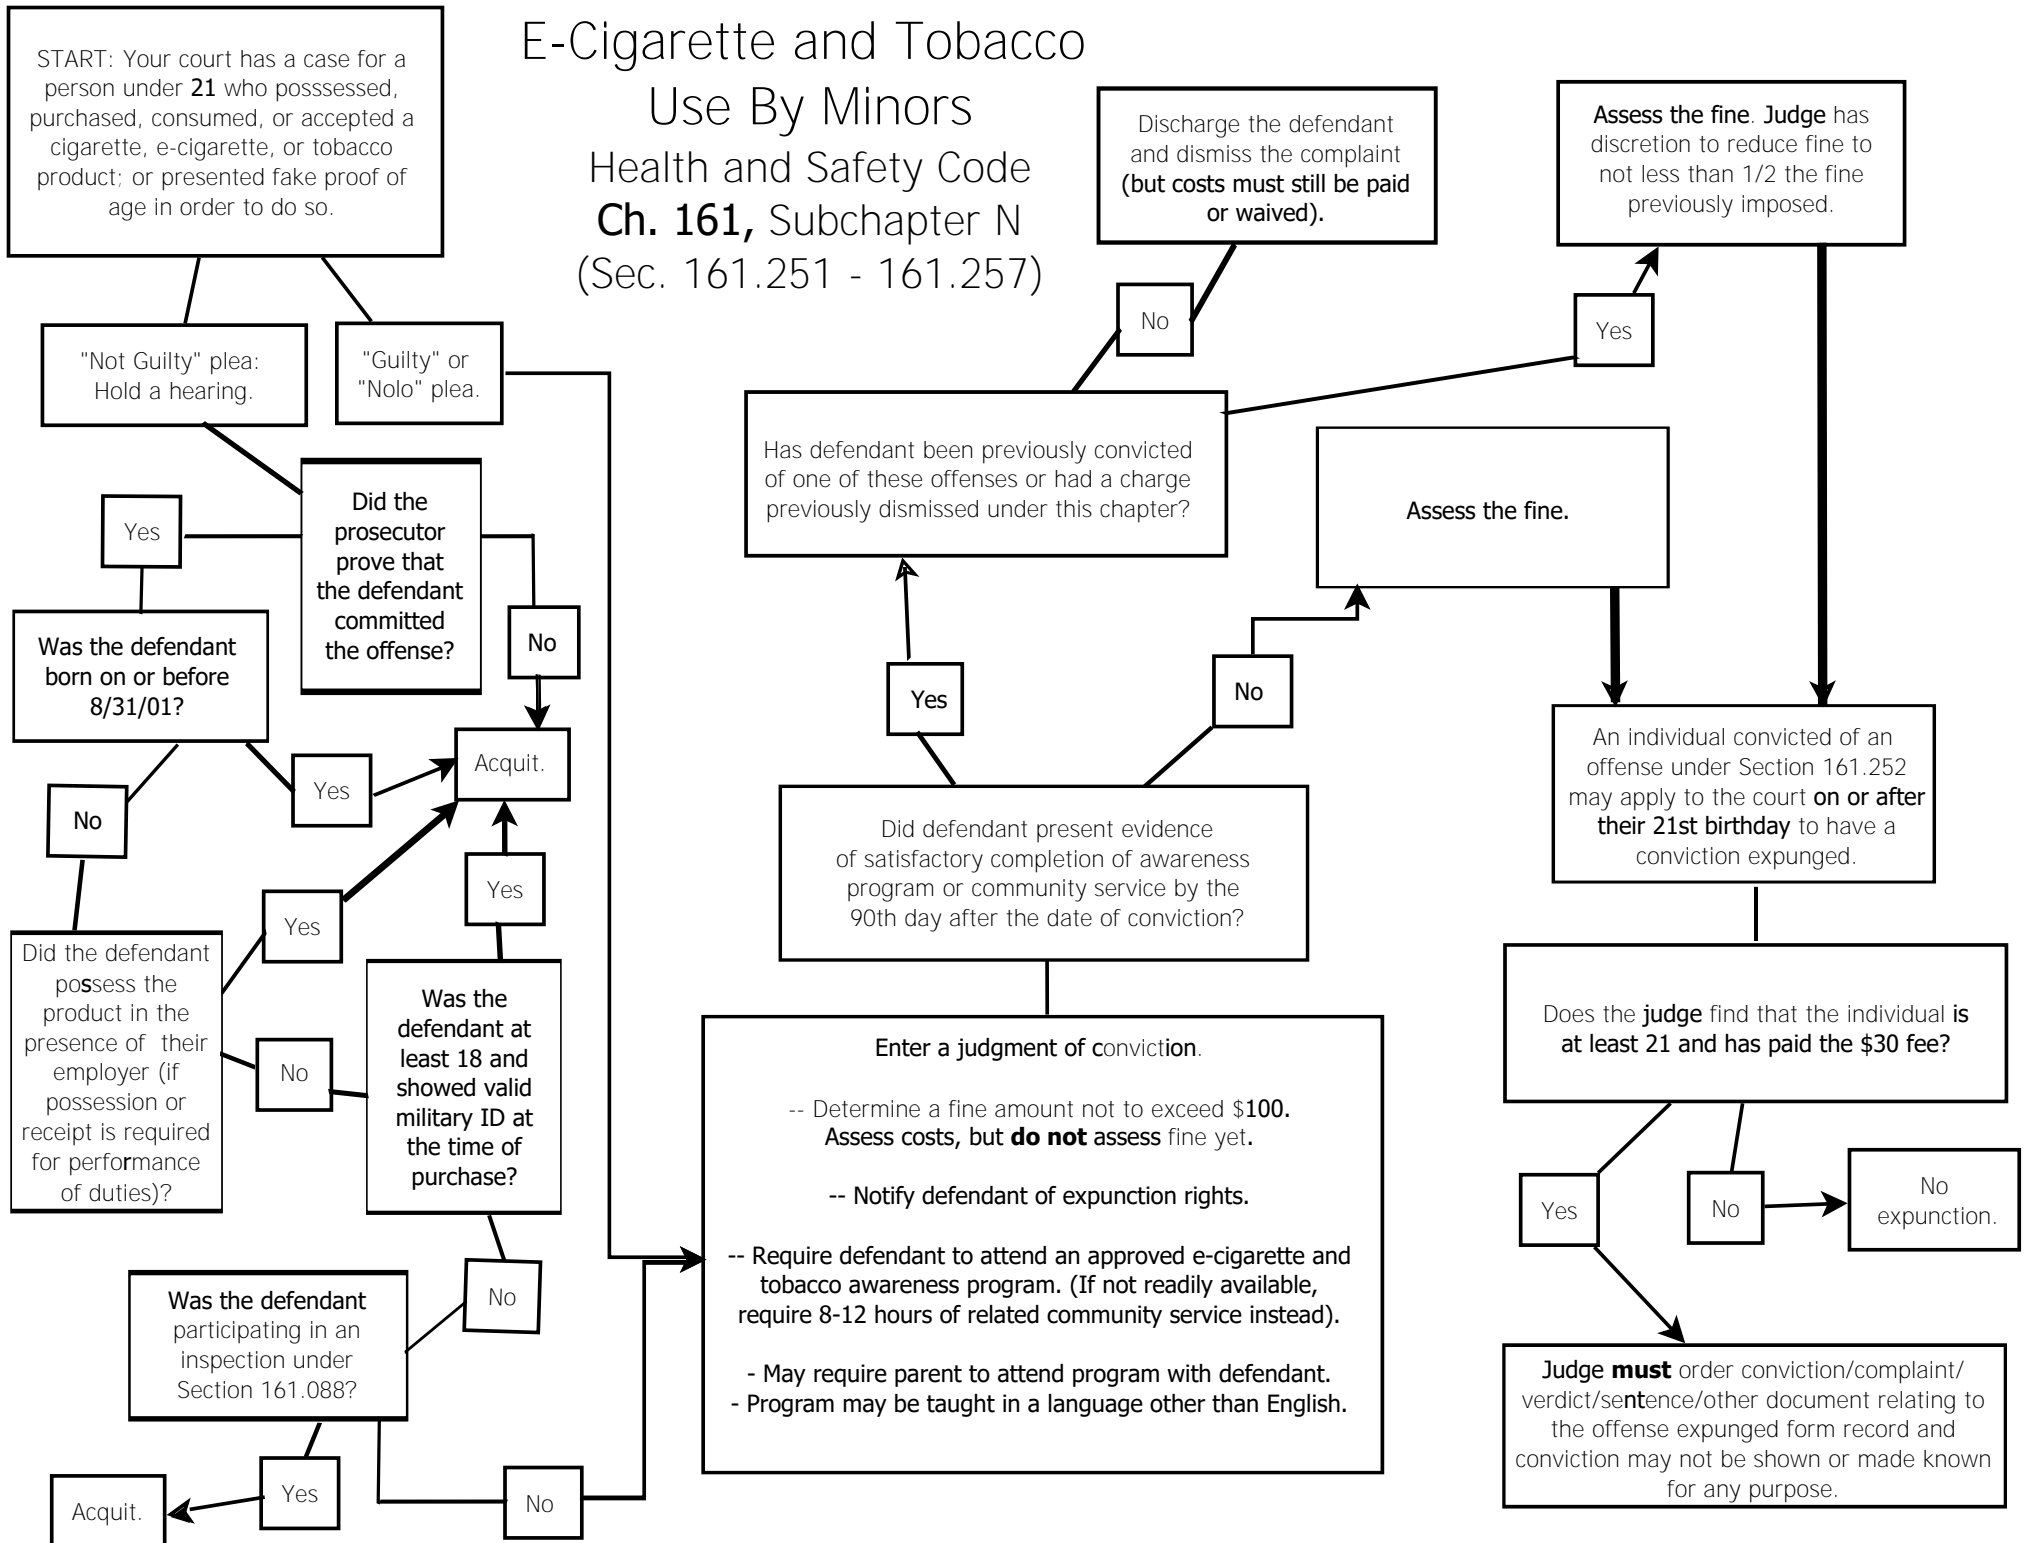 E-Cigarette and Tobacco
Use By Minors
Health and Safety Code
Ch. 161, Subchapter N
(Sec. 161.251 - 161.257)
START: Your court has a case for a
person under 21 who posssessed,
purchased, consumed, or accepted a
cigarette, e-cigarette, or tobacco
product; or presented fake proof of
age in order to do so.
"Not Guilty" plea:
Hold a hearing.
"Guilty" or
"Nolo" plea.
Did the
prosecutor
prove that
the defendant
committed
the offense?
Yes
No
Was the defendant
born on or before
8/31/01?
Yes
Acquit.
No
Did the defendant
possess the
product in the
presence of their
employer (if
possession or
receipt is required
for performance
of duties)?
Yes
No
Was the
defendant at
least 18 and
showed valid
military ID at
the time of
purchase?
Yes
No
Was the defendant
participating in an
inspection under
Section 161.088?
Yes
Acquit.
No
Enter a judgment of conviction.
-- Determine a fine amount not to exceed $100.
Assess costs, but do not assess fine yet.
-- Notify defendant of expunction rights.
-- Require defendant to attend an approved e-cigarette and
tobacco awareness program. (If not readily available,
require 8-12 hours of related community service instead).
- May require parent to attend program with defendant.
- Program may be taught in a language other than English.
Did defendant present evidence
of satisfactory completion of awareness
program or community service by the
90th day after the date of conviction?
Yes
No
Has defendant been previously convicted
of one of these offenses or had a charge
previously dismissed under this chapter?
No
Discharge the defendant
and dismiss the complaint
(but costs must still be paid
or waived).
Yes
Assess the fine. Judge has
discretion to reduce fine to
not less than 1/2 the fine
previously imposed.
Assess the fine.
An individual convicted of an
offense under Section 161.252
may apply to the court on or after
their 21st birthday to have a
conviction expunged.
Does the judge find that the individual is
at least 21 and has paid the $30 fee?
Yes
No
No
expunction.
Judge must order conviction/complaint/
verdict/sentence/other document relating to
the offense expunged form record and
conviction may not be shown or made known
for any purpose.